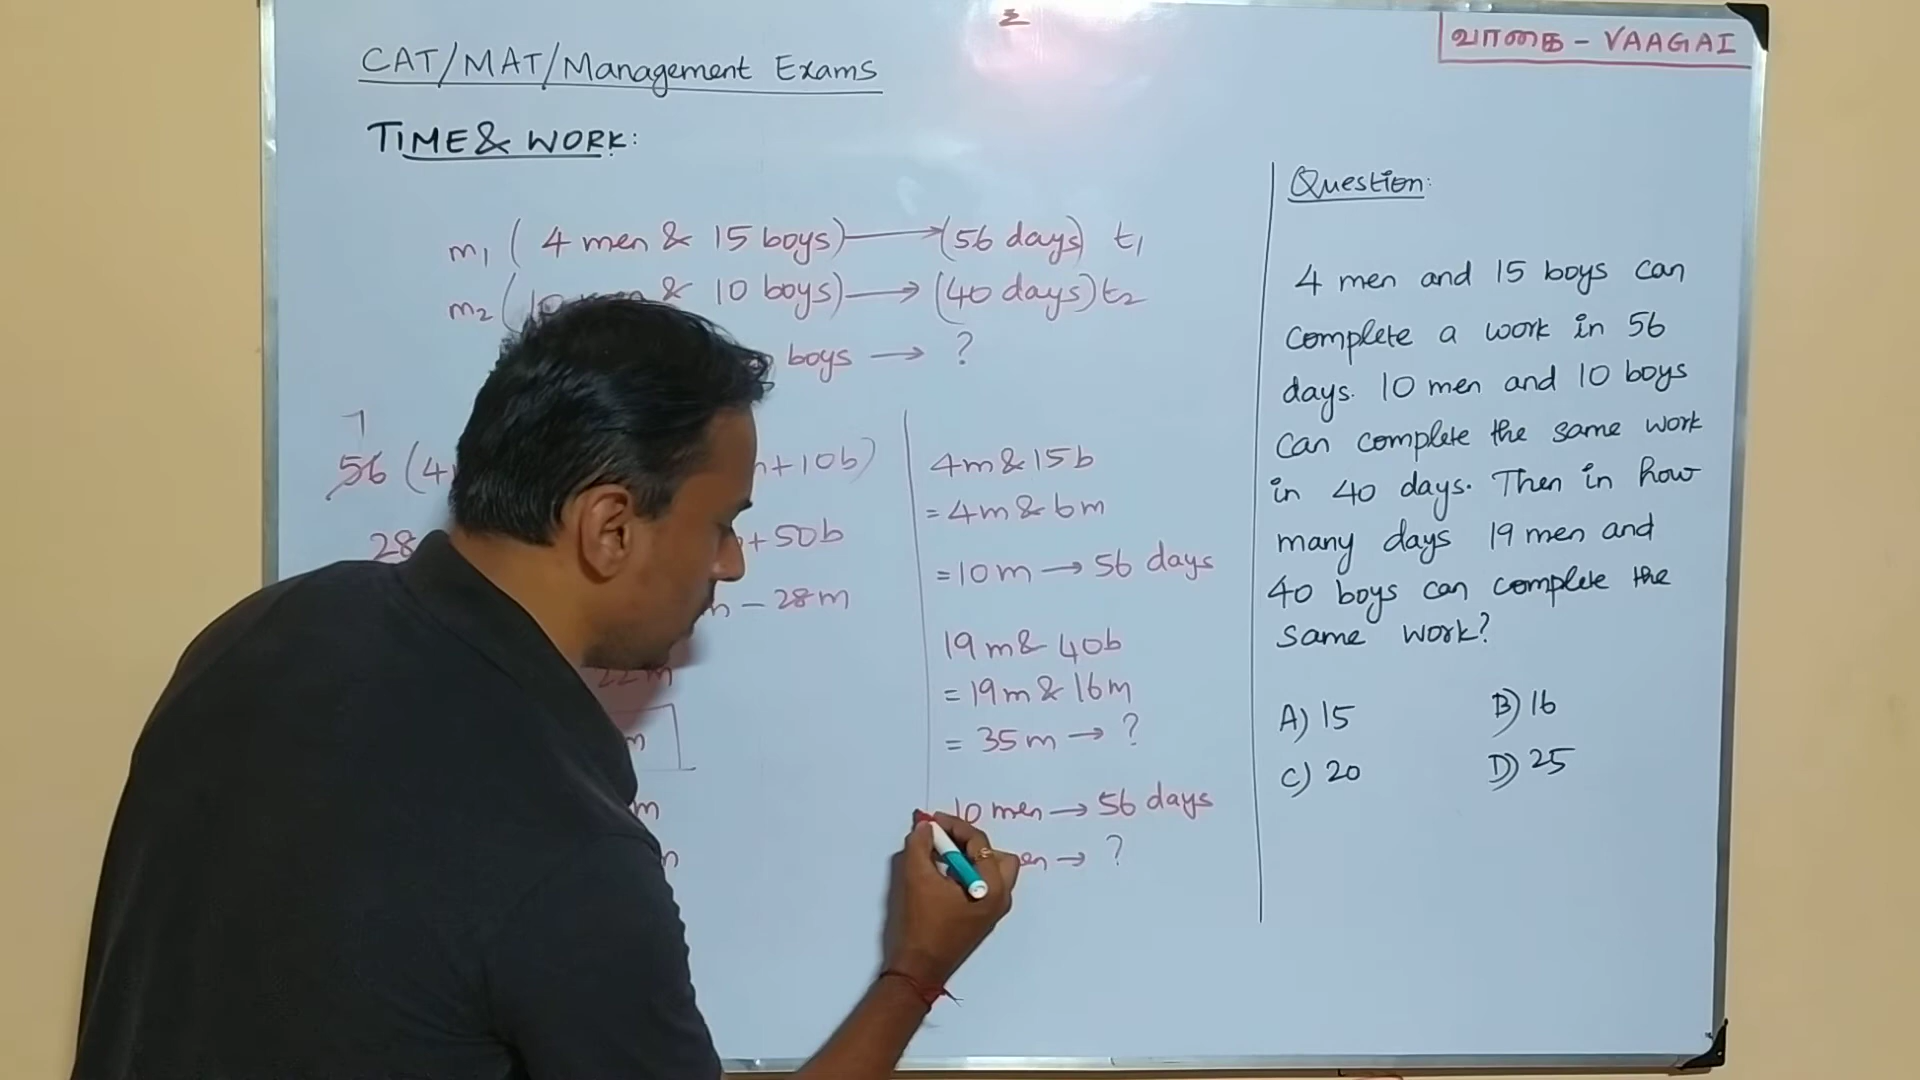 CAT/MAT/Management Exams
வாகை - VAAGAI
TIME & WORK:
m1 ( 4 men & 15 boys) → (56 days) t1
m2 (10 & 10 boys) → (40 days) t2
boys → ?
7
56 (4 +10b)
28 +50b
- 28m
22m
m
m
4m & 15b
= 4m & 6m
= 10m → 56 days
19m & 40b
= 19m & 16m
= 35m → ?
10 men → 56 days
→ ?
Question:
4 men and 15 boys can
complete a work in 56
days. 10 men and 10 boys
can complete the same work
in 40 days. Then in how
many days 19 men and
40 boys can complete the
same work?
A) 15 B) 16
C) 20 D) 25